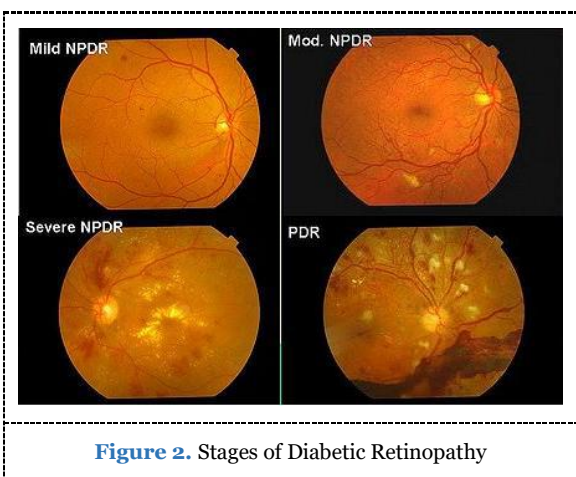 Mild NPDR
Mod. NPDR
Severe NPDR
PDR
Figure 2. Stages of Diabetic Retinopathy